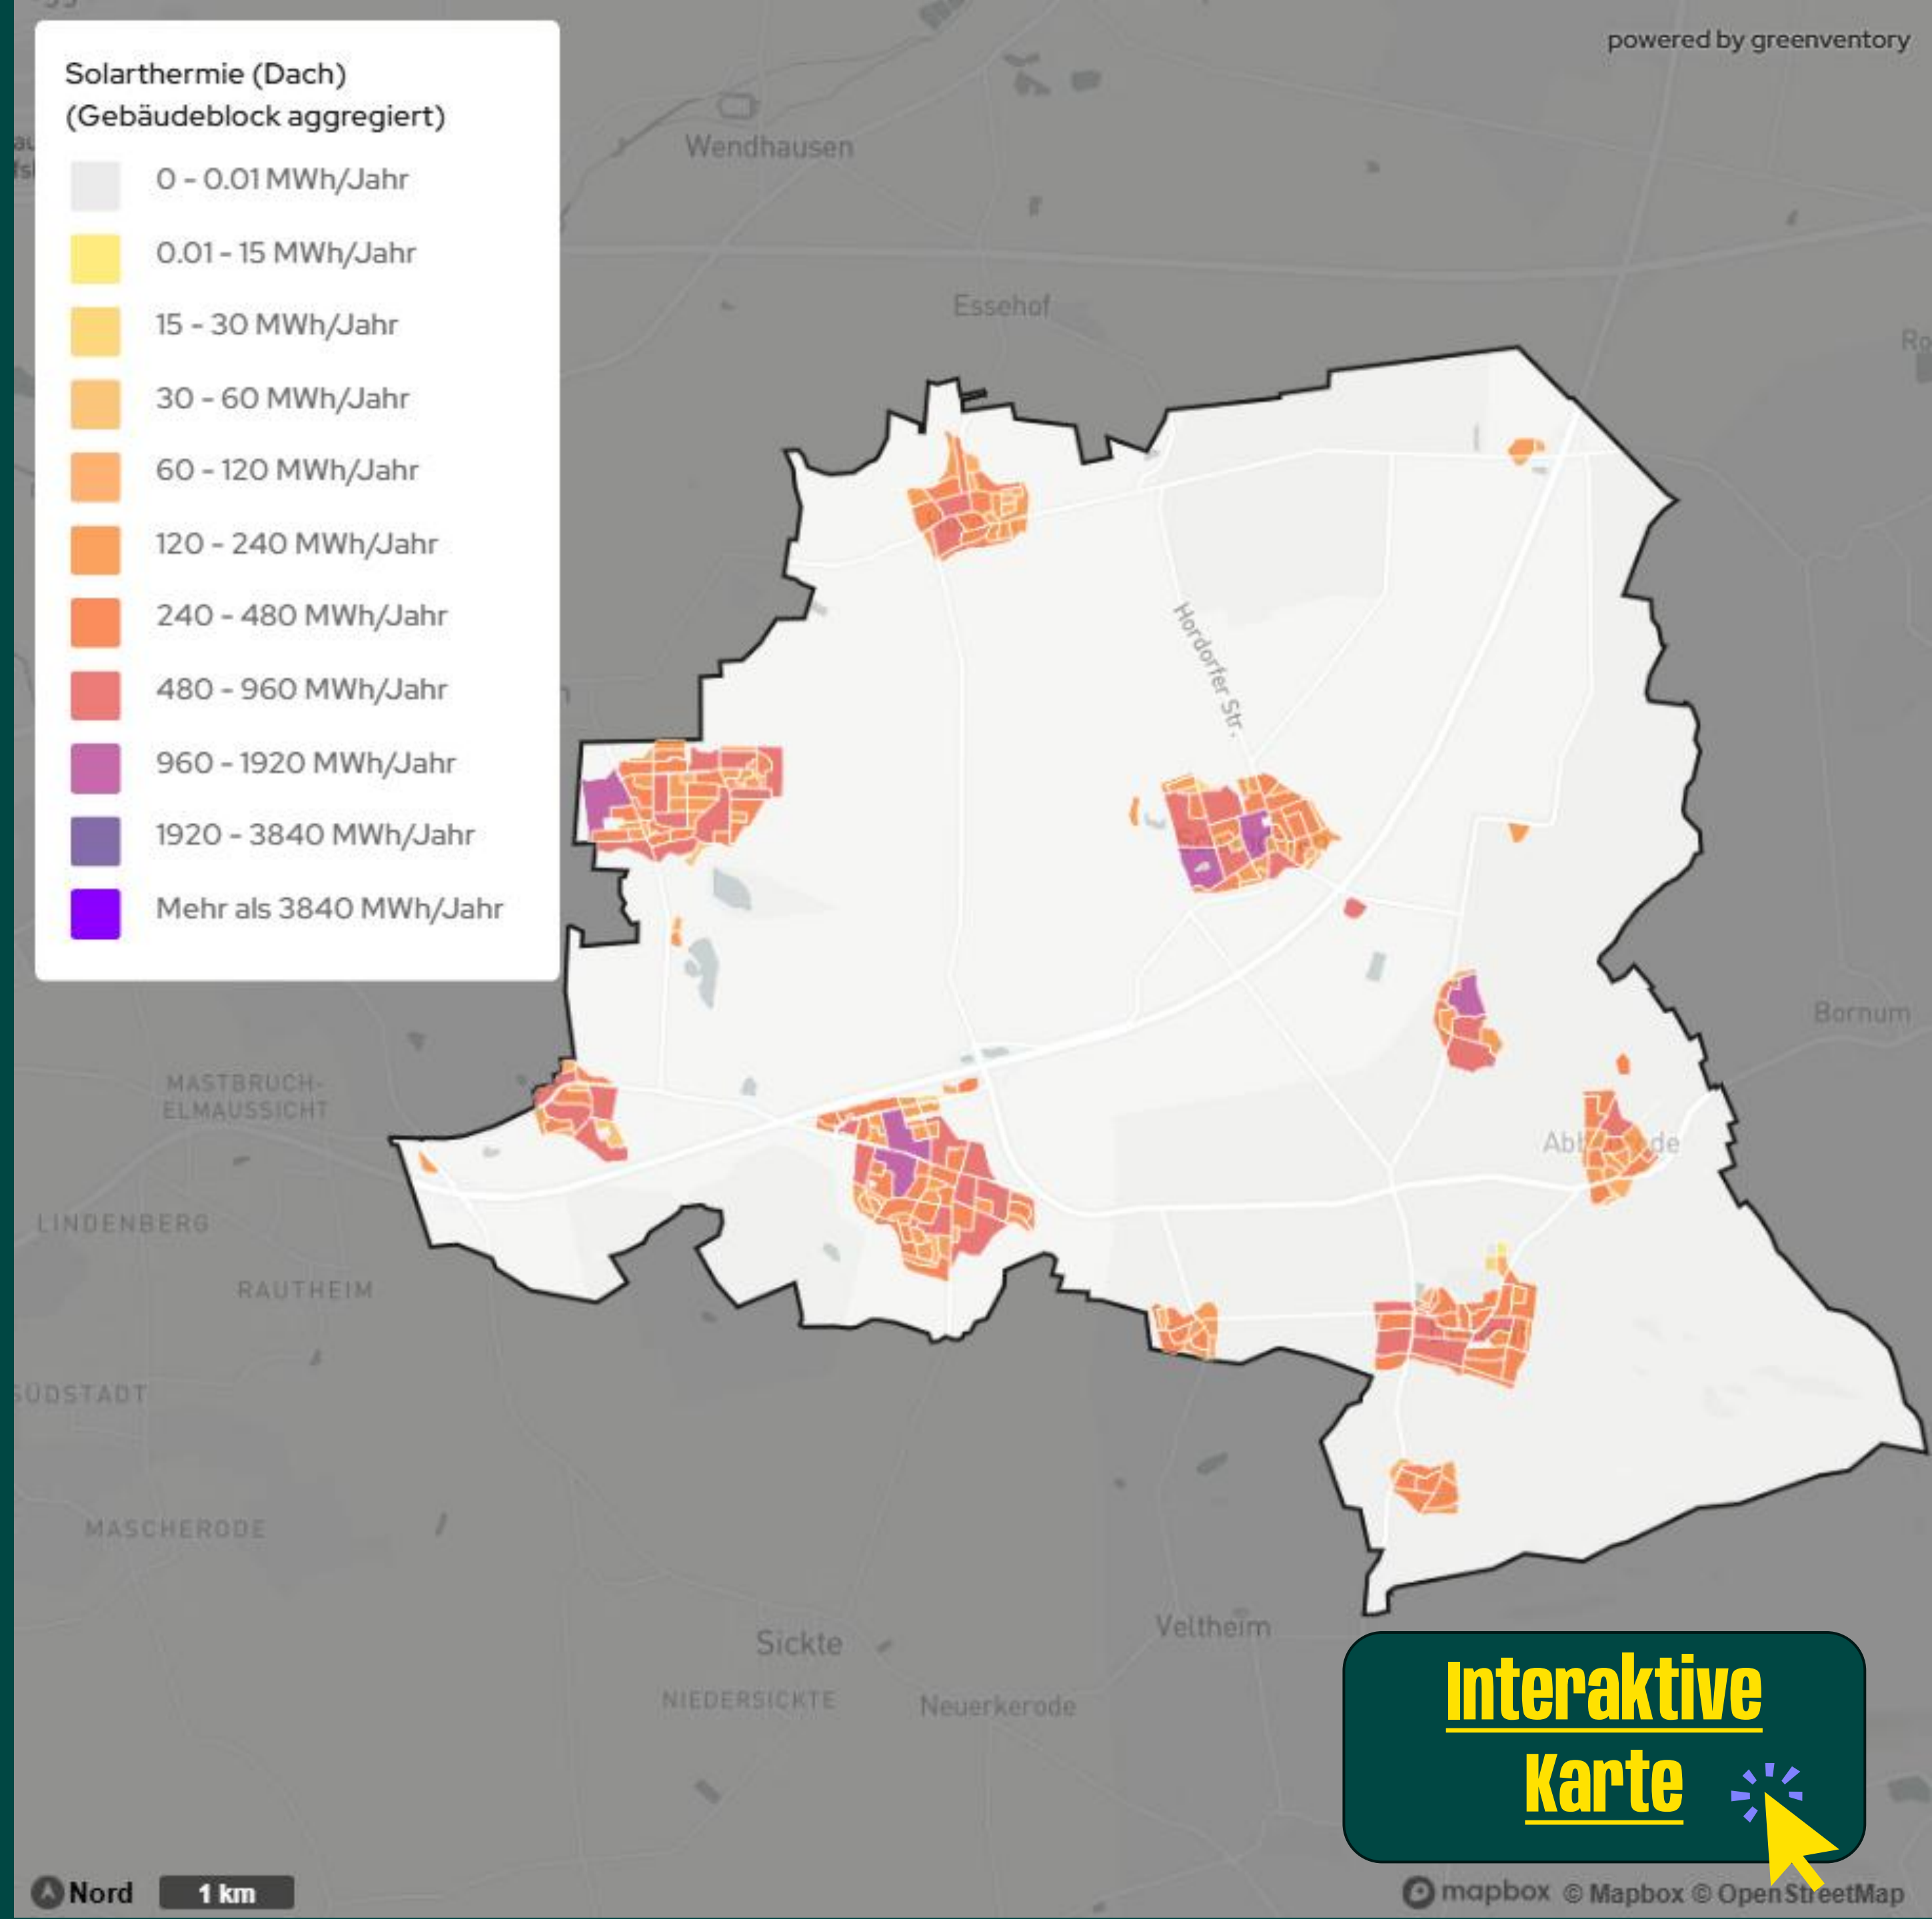 powered by greenventory
Solarthermie (Dach)
(Gebäudeblock aggregiert)
0 - 0.01 MWh/Jahr
0.01 - 15 MWh/Jahr
15 - 30 MWh/Jahr
30 - 60 MWh/Jahr
60 - 120 MWh/Jahr
120 - 240 MWh/Jahr
240 - 480 MWh/Jahr
480 - 960 MWh/Jahr
960 - 1920 MWh/Jahr
1920 - 3840 MWh/Jahr
Mehr als 3840 MWh/Jahr
Wendhausen
Essehof
Hordorfer Str.
Bornum
MASTBRUCH-
ELMAUSSICHT
LINDENBERG
RAUTHEIM
SÜDSTADT
MASCHERODE
Sickte
Veltheim
NIEDERSICKTE
Neuerkerode
Interaktive
Karte
Nord
1 km
mapbox © Mapbox © OpenStreetMap